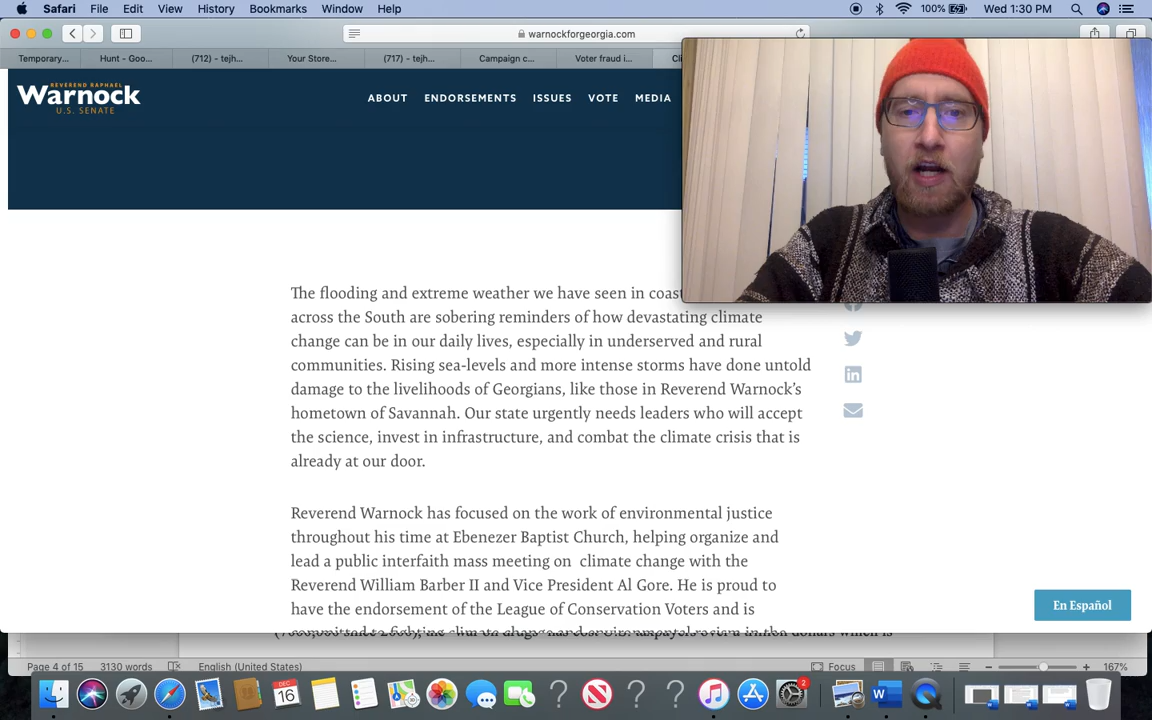 Safari File Edit View History Bookmarks Window Help 100% Wed 1:30 PM
warnockforgeorgia.com
Temporary... Hunt - Goo... (712) - tejh... Your Store... (717) - tejh... Campaign c... Voter fraud i... Cli
REVEREND RAPHAEL
Warnock
U.S. SENATE
ABOUT ENDORSEMENTS ISSUES VOTE MEDIA
The flooding and extreme weather we have seen in coast
across the South are sobering reminders of how devastating climate
change can be in our daily lives, especially in underserved and rural
communities. Rising sea-levels and more intense storms have done untold
damage to the livelihoods of Georgians, like those in Reverend Warnock's
hometown of Savannah. Our state urgently needs leaders who will accept
the science, invest in infrastructure, and combat the climate crisis that is
already at our door.
Reverend Warnock has focused on the work of environmental justice
throughout his time at Ebenezer Baptist Church, helping organize and
lead a public interfaith mass meeting on climate change with the
Reverend William Barber II and Vice President Al Gore. He is proud to
have the endorsement of the League of Conservation Voters and is
En Español
dollars which is
Page 4 of 15 3130 words English (United States) Focus 167%
DEC
16
2